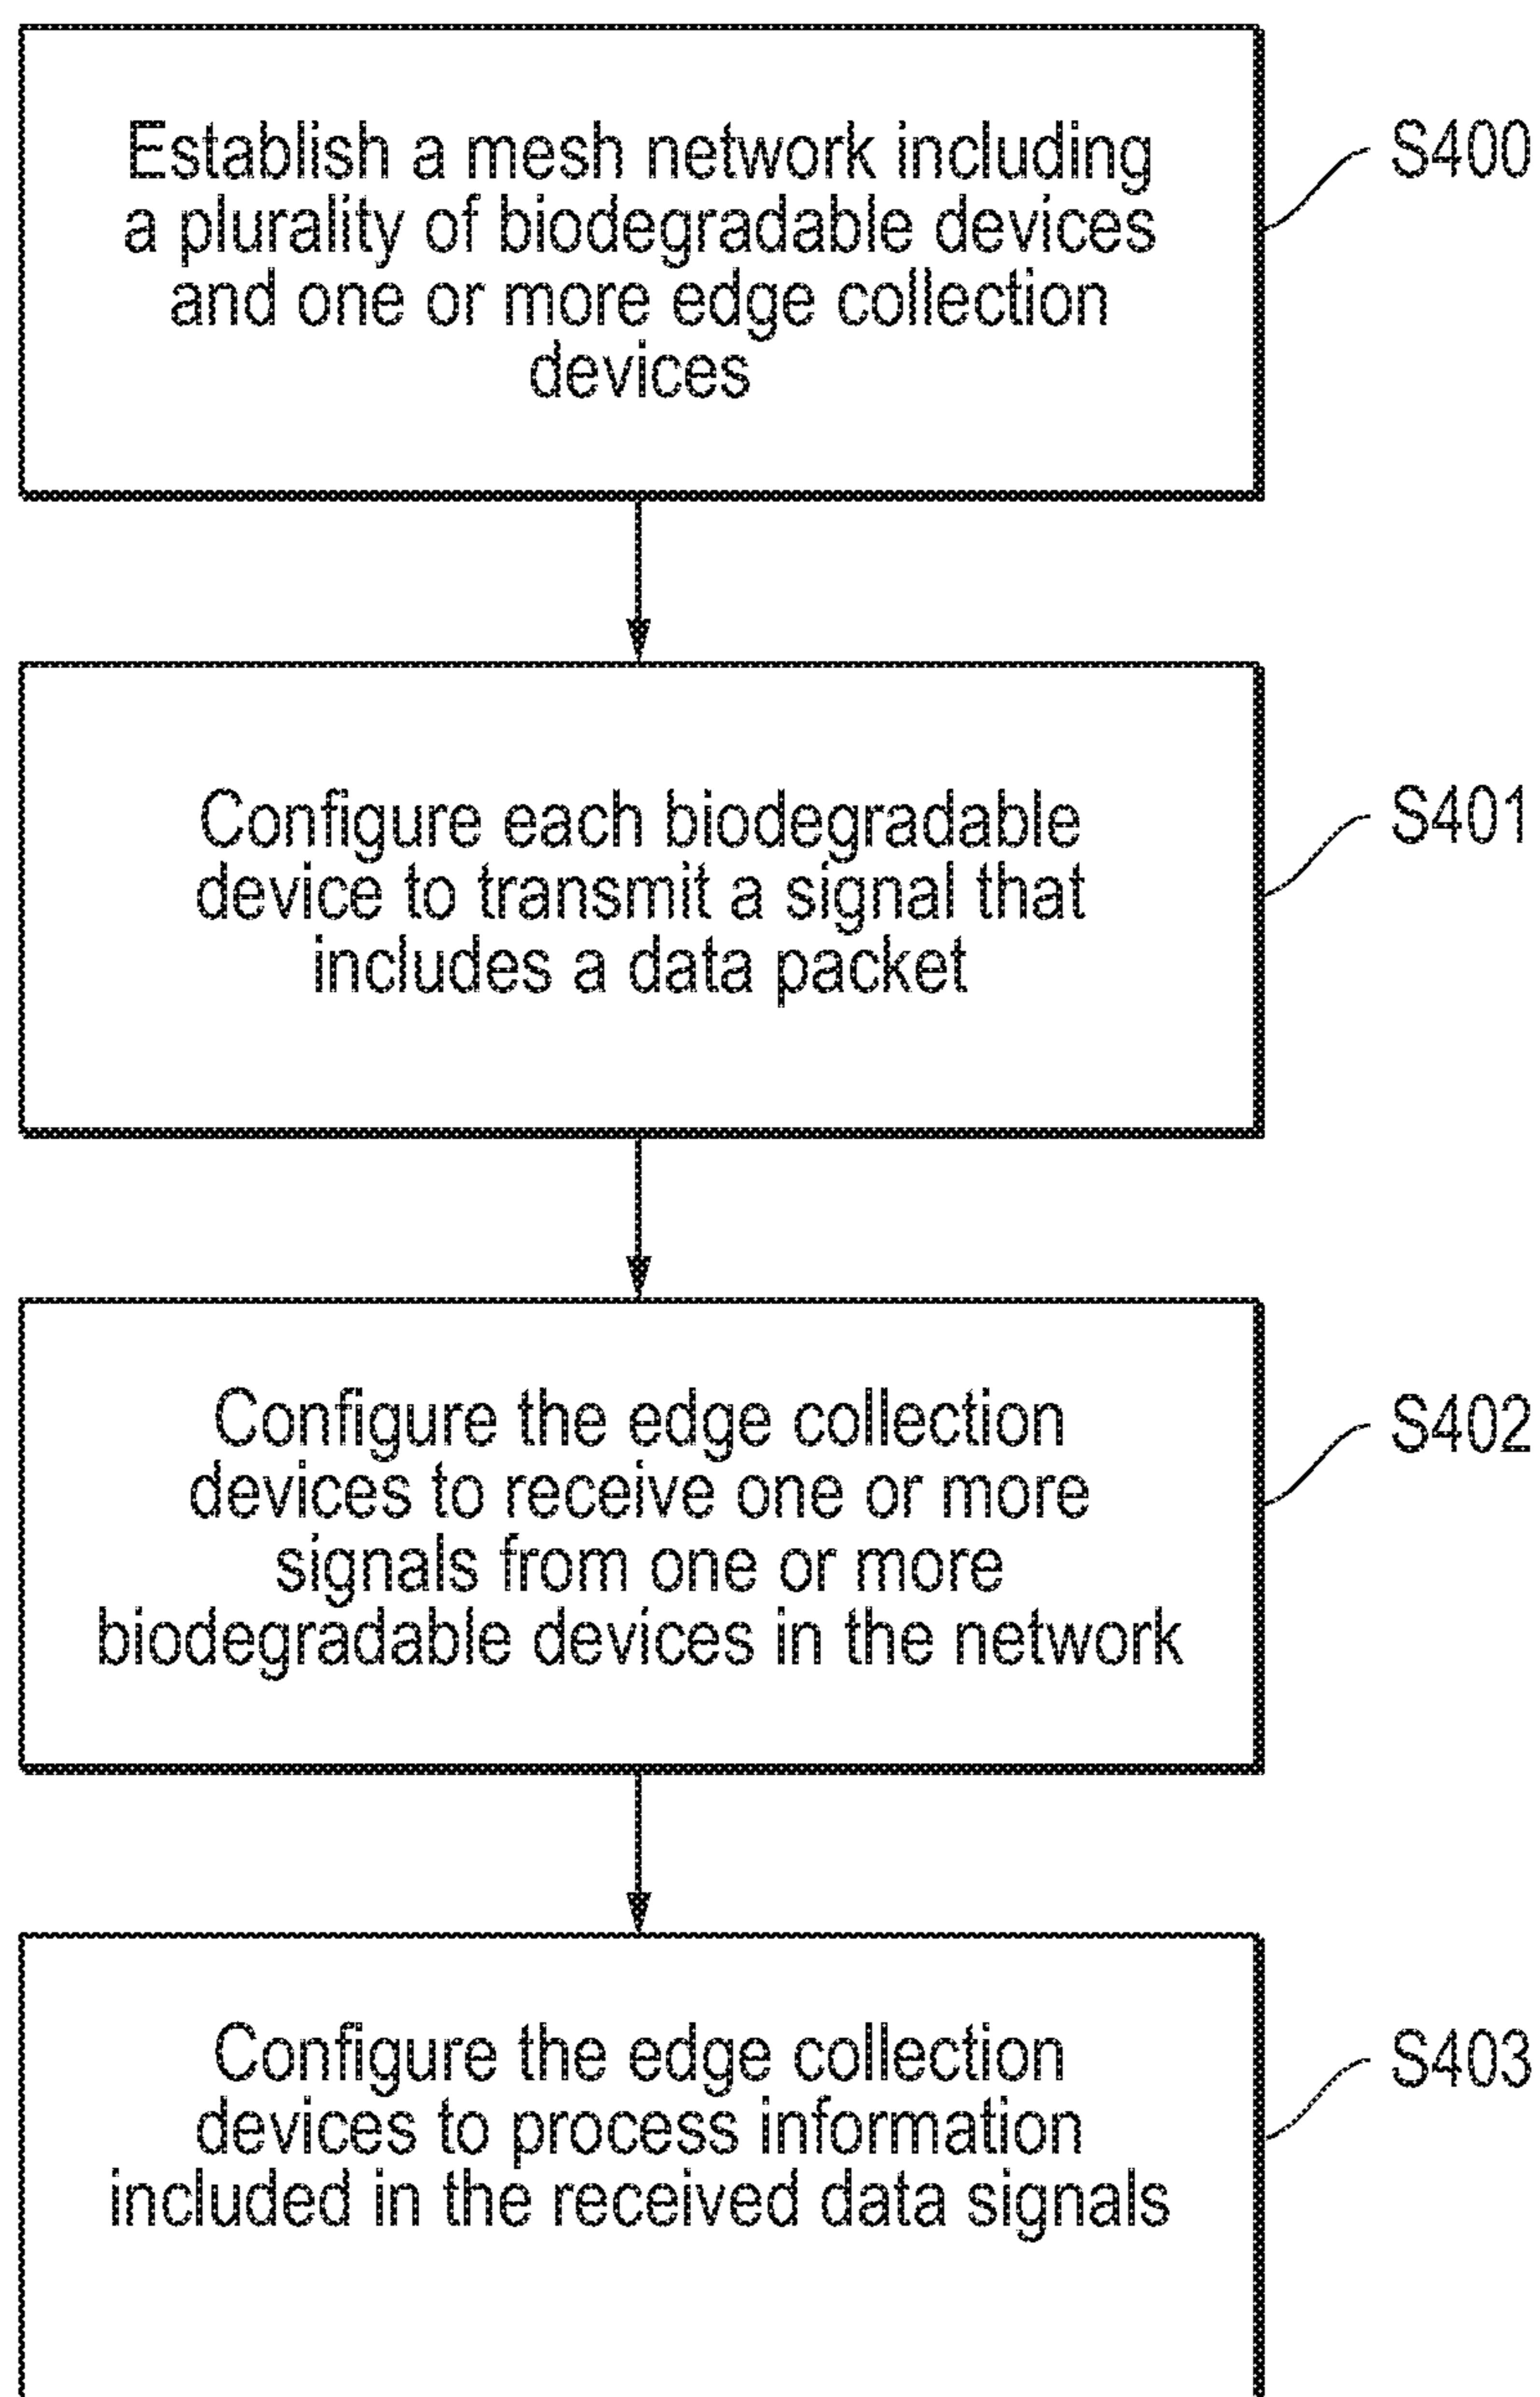 Establish a mesh network including
a plurality of biodegradable devices
and one or more edge collection
devices
S400
Configure each biodegradable
device to transmit a signal that
includes a data packet
S401
Configure the edge collection
devices to receive one or more
signals from one or more
biodegradable devices in the network
S402
Configure the edge collection
devices to process information
included in the received data signals
S403